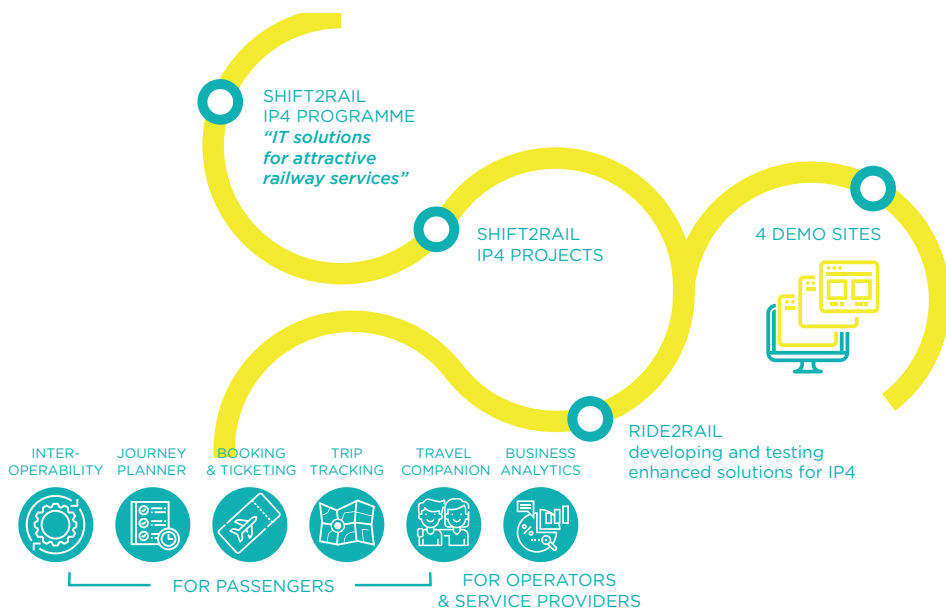 SHIFT2RAIL
IP4 PROGRAMME
“IT solutions
for attractive
railway services”
SHIFT2RAIL
IP4 PROJECTS
4 DEMO SITES
RIDE2RAIL
developing and testing
enhanced solutions for IP4
INTER-
OPERABILITY
JOURNEY
PLANNER
BOOKING
& TICKETING
TRIP
TRACKING
TRAVEL
COMPANION
BUSINESS
ANALYTICS
FOR PASSENGERS
FOR OPERATORS
& SERVICE PROVIDERS